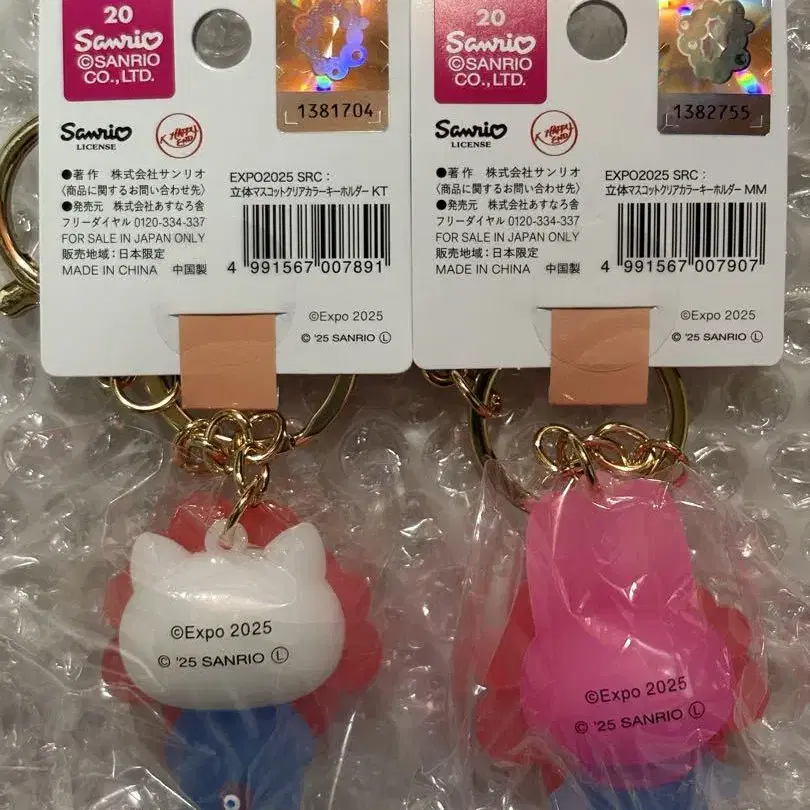 20
Sanrio
©SANRIO
CO.,LTD.
1381704
Sanrio
LICENSE
K.HAPPY
END
●著作 株式会社サンリオ
〈商品に関するお問い合わせ先〉
●発売元 株式会社あすなろ舎
フリーダイヤル 0120-334-337
FOR SALE IN JAPAN ONLY
販売地域：日本限定
MADE IN CHINA 中国製
EXPO2025 SRC：
立体マスコットクリアカラーキーホルダー KT
4 991567 007891
©Expo 2025
© '25 SANRIO Ⓛ
20
Sanrio
©SANRIO
CO., LTD.
1382755
Sanrio
LICENSE
K.HAPPY
END
●著作 株式会社サンリオ
〈商品に関するお問い合わせ先〉
●発売元 株式会社あすなろ舎
フリーダイヤル 0120-334-337
FOR SALE IN JAPAN ONLY
販売地域：日本限定
MADE IN CHINA 中国製
EXPO2025 SRC：
立体マスコットクリアカラーキーホルダー MM
4 991567 007907
©Expo 2025
© '25 SANRIO Ⓛ
©Expo 2025
© '25 SANRIO Ⓛ
©Expo 2025
© '25 SANRIO Ⓛ